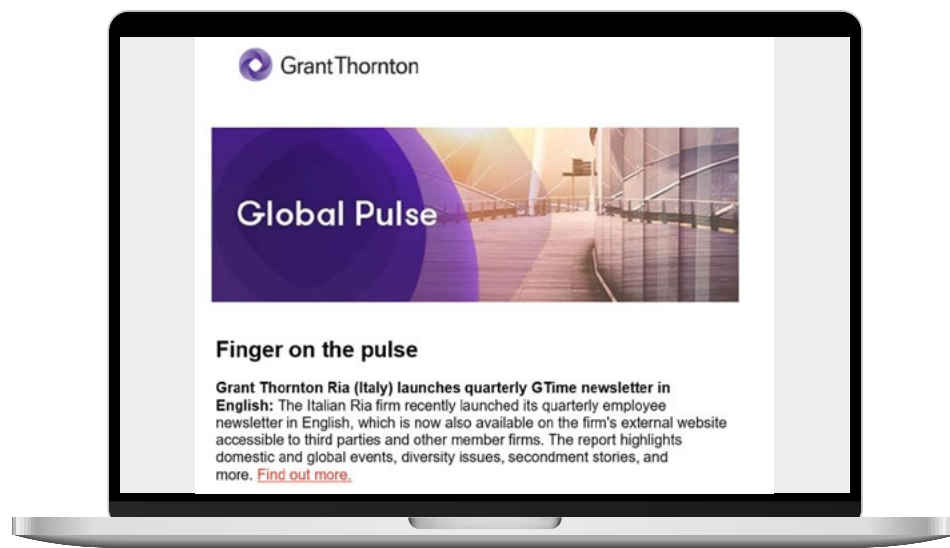 Grant Thornton
Global Pulse
Finger on the pulse
Grant Thornton Ria (Italy) launches quarterly GTime newsletter in
English: The Italian Ria firm recently launched its quarterly employee
newsletter in English, which is now also available on the firm's external website
accessible to third parties and other member firms. The report highlights
domestic and global events, diversity issues, secondment stories, and
more. Find out more.